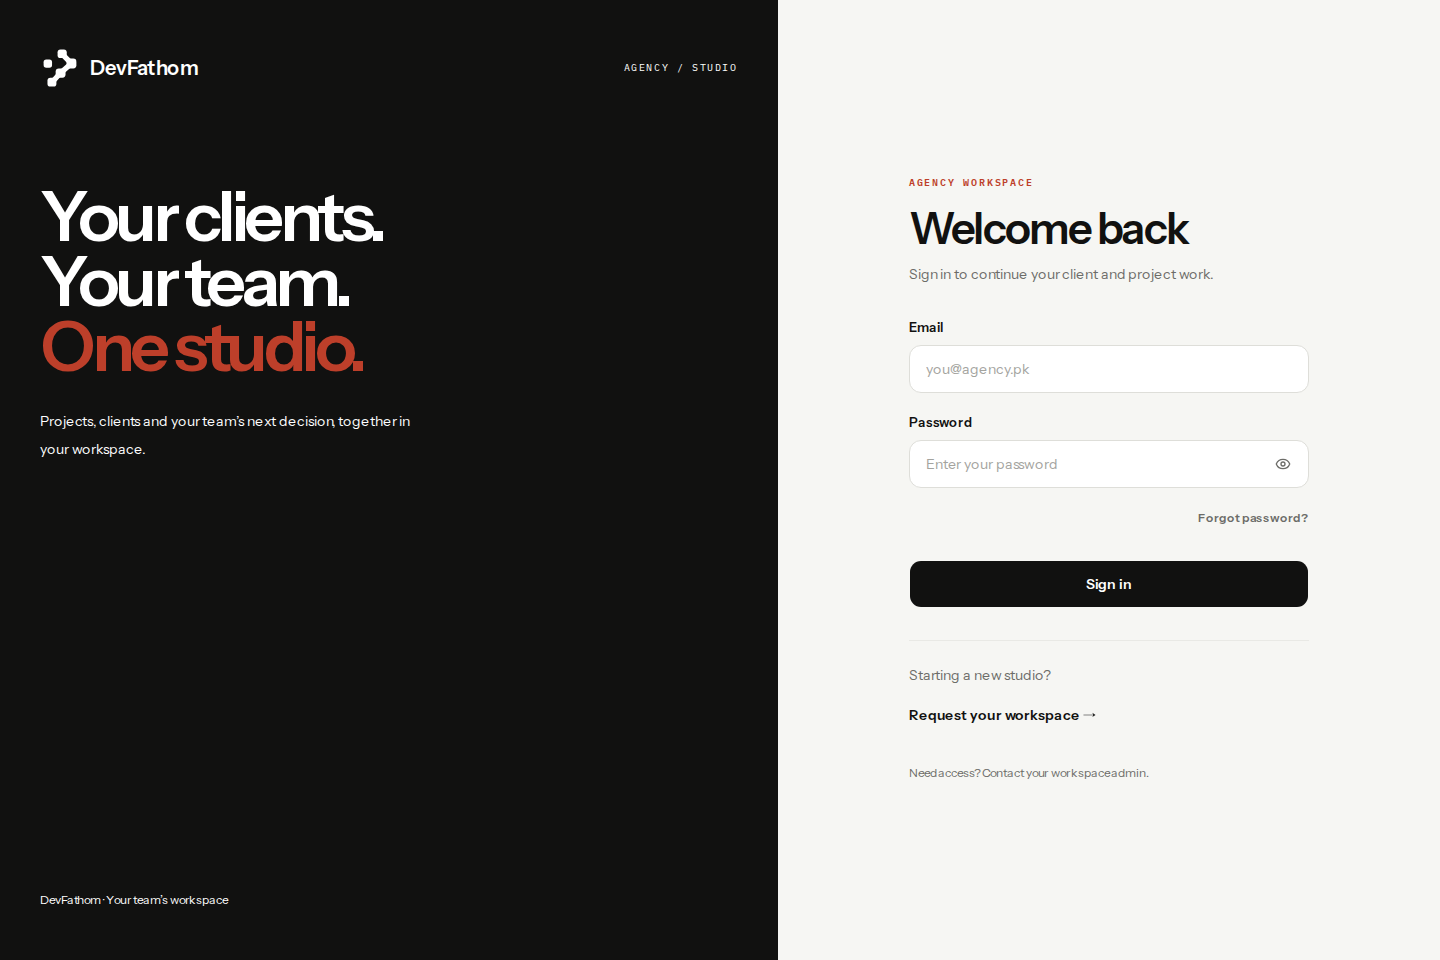 DevFathom
AGENCY / STUDIO
Your clients.
Your team.
One studio.
Projects, clients and your team’s next decision, together in
your workspace.
DevFathom · Your team’s workspace
AGENCY WORKSPACE
Welcome back
Sign in to continue your client and project work.
Email
you@agency.pk
Password
Enter your password
Forgot password?
Sign in
Starting a new studio?
Request your workspace →
Need access? Contact your workspace admin.